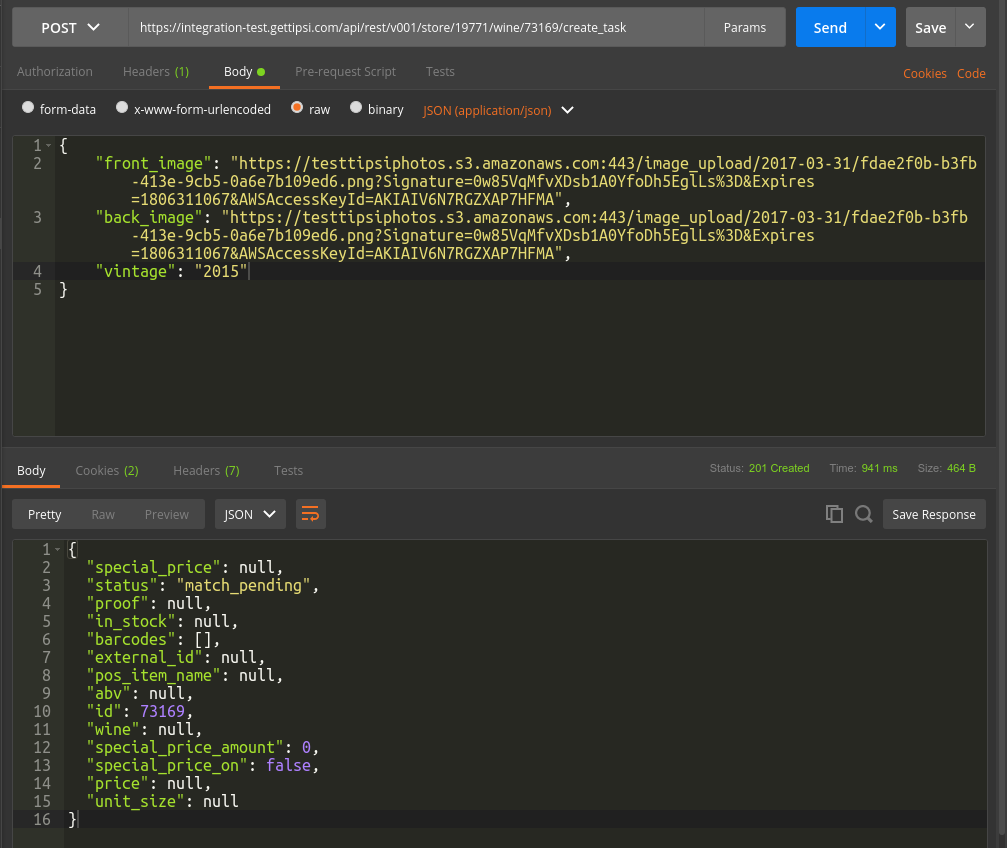 POST https://integration-test.gettipsi.com/api/rest/v001/store/19771/wine/73169/create_task Params Send Save
Authorization Headers (1) Body Pre-request Script Tests Cookies Code
form-data x-www-form-urlencoded raw binary JSON (application/json)
1 {
2 "front_image": "https://testtipsiphotos.s3.amazonaws.com:443/image_upload/2017-03-31/fdae2f0b-b3fb
-413e-9cb5-0a6e7b109ed6.png?Signature=0w85VqMfvXDsb1A0YfoDh5EglLs%3D&Expires
=1806311067&AWSAccessKeyId=AKIAIV6N7RGZXAP7HFMA",
3 "back_image": "https://testtipsiphotos.s3.amazonaws.com:443/image_upload/2017-03-31/fdae2f0b-b3fb
-413e-9cb5-0a6e7b109ed6.png?Signature=0w85VqMfvXDsb1A0YfoDh5EglLs%3D&Expires
=1806311067&AWSAccessKeyId=AKIAIV6N7RGZXAP7HFMA",
4 "vintage": "2015"
5 }
Body Cookies (2) Headers (7) Tests Status: 201 Created Time: 941 ms Size: 464 B
Pretty Raw Preview JSON Save Response
1 {
2 "special_price": null,
3 "status": "match_pending",
4 "proof": null,
5 "in_stock": null,
6 "barcodes": [],
7 "external_id": null,
8 "pos_item_name": null,
9 "abv": null,
10 "id": 73169,
11 "wine": null,
12 "special_price_amount": 0,
13 "special_price_on": false,
14 "price": null,
15 "unit_size": null
16 }